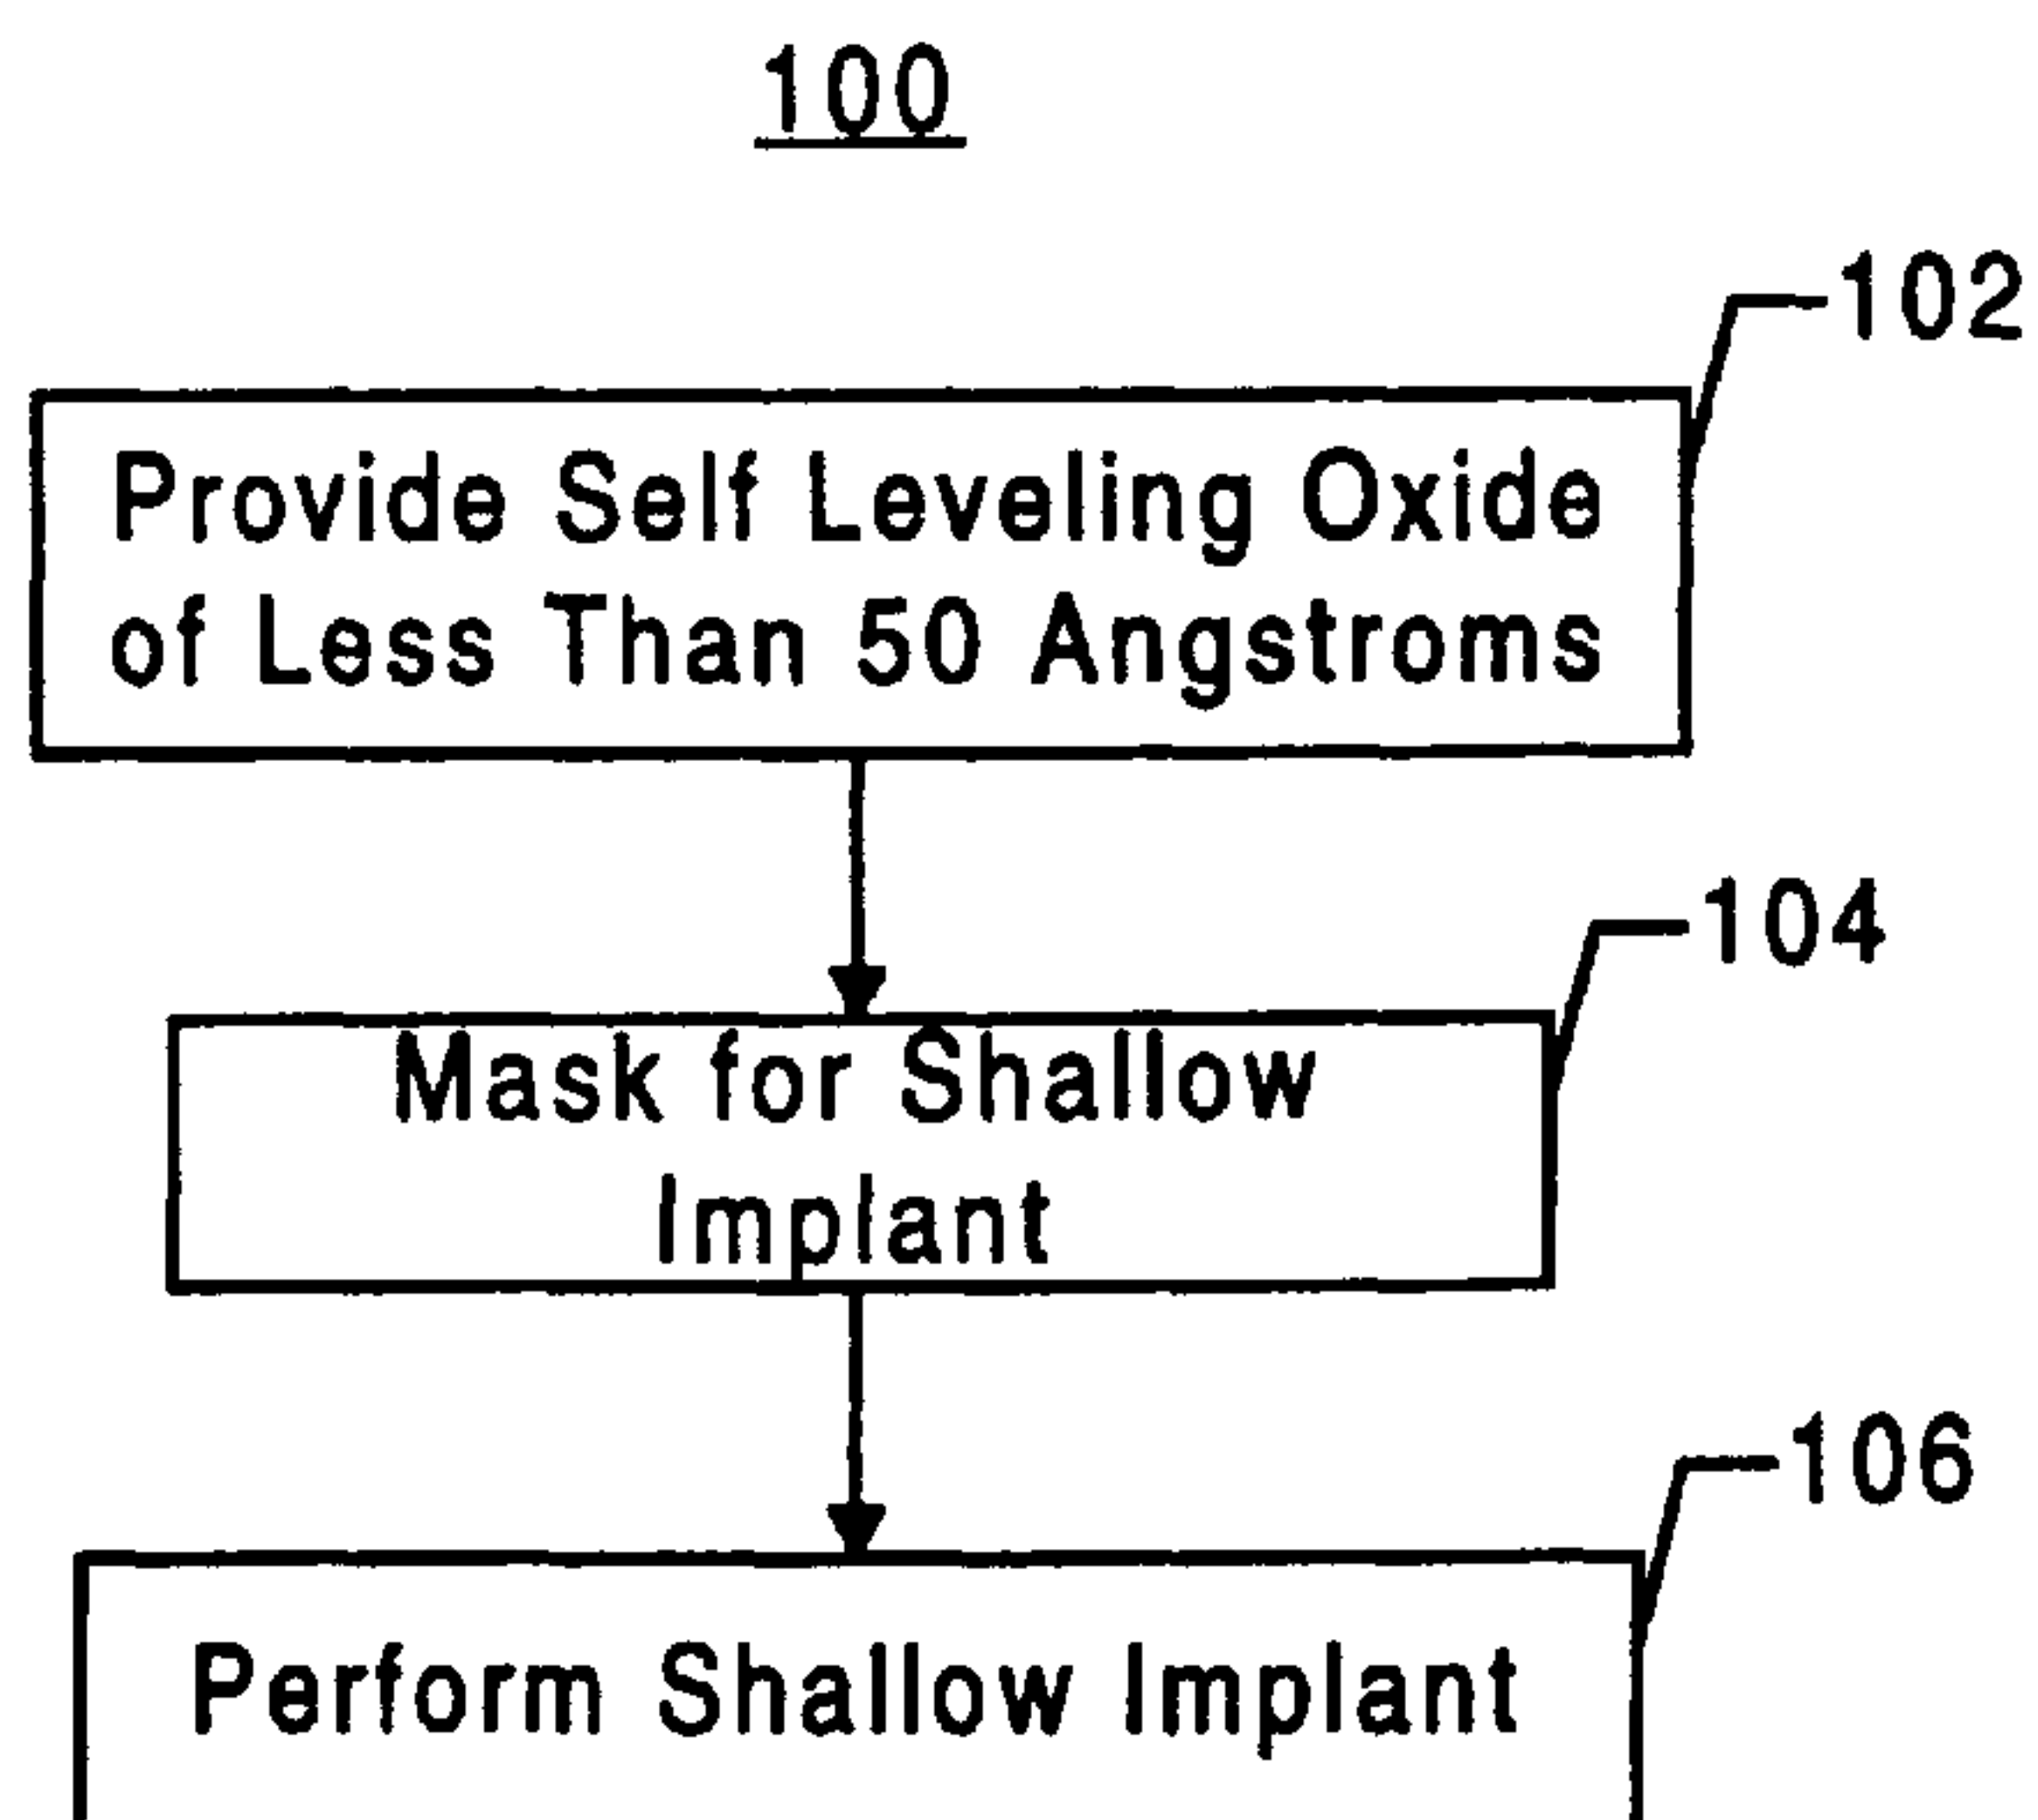 100
102
Provide Self Leveling Oxide
of Less Than 50 Angstroms
104
Mask for Shallow
Implant
106
Perform Shallow Implant